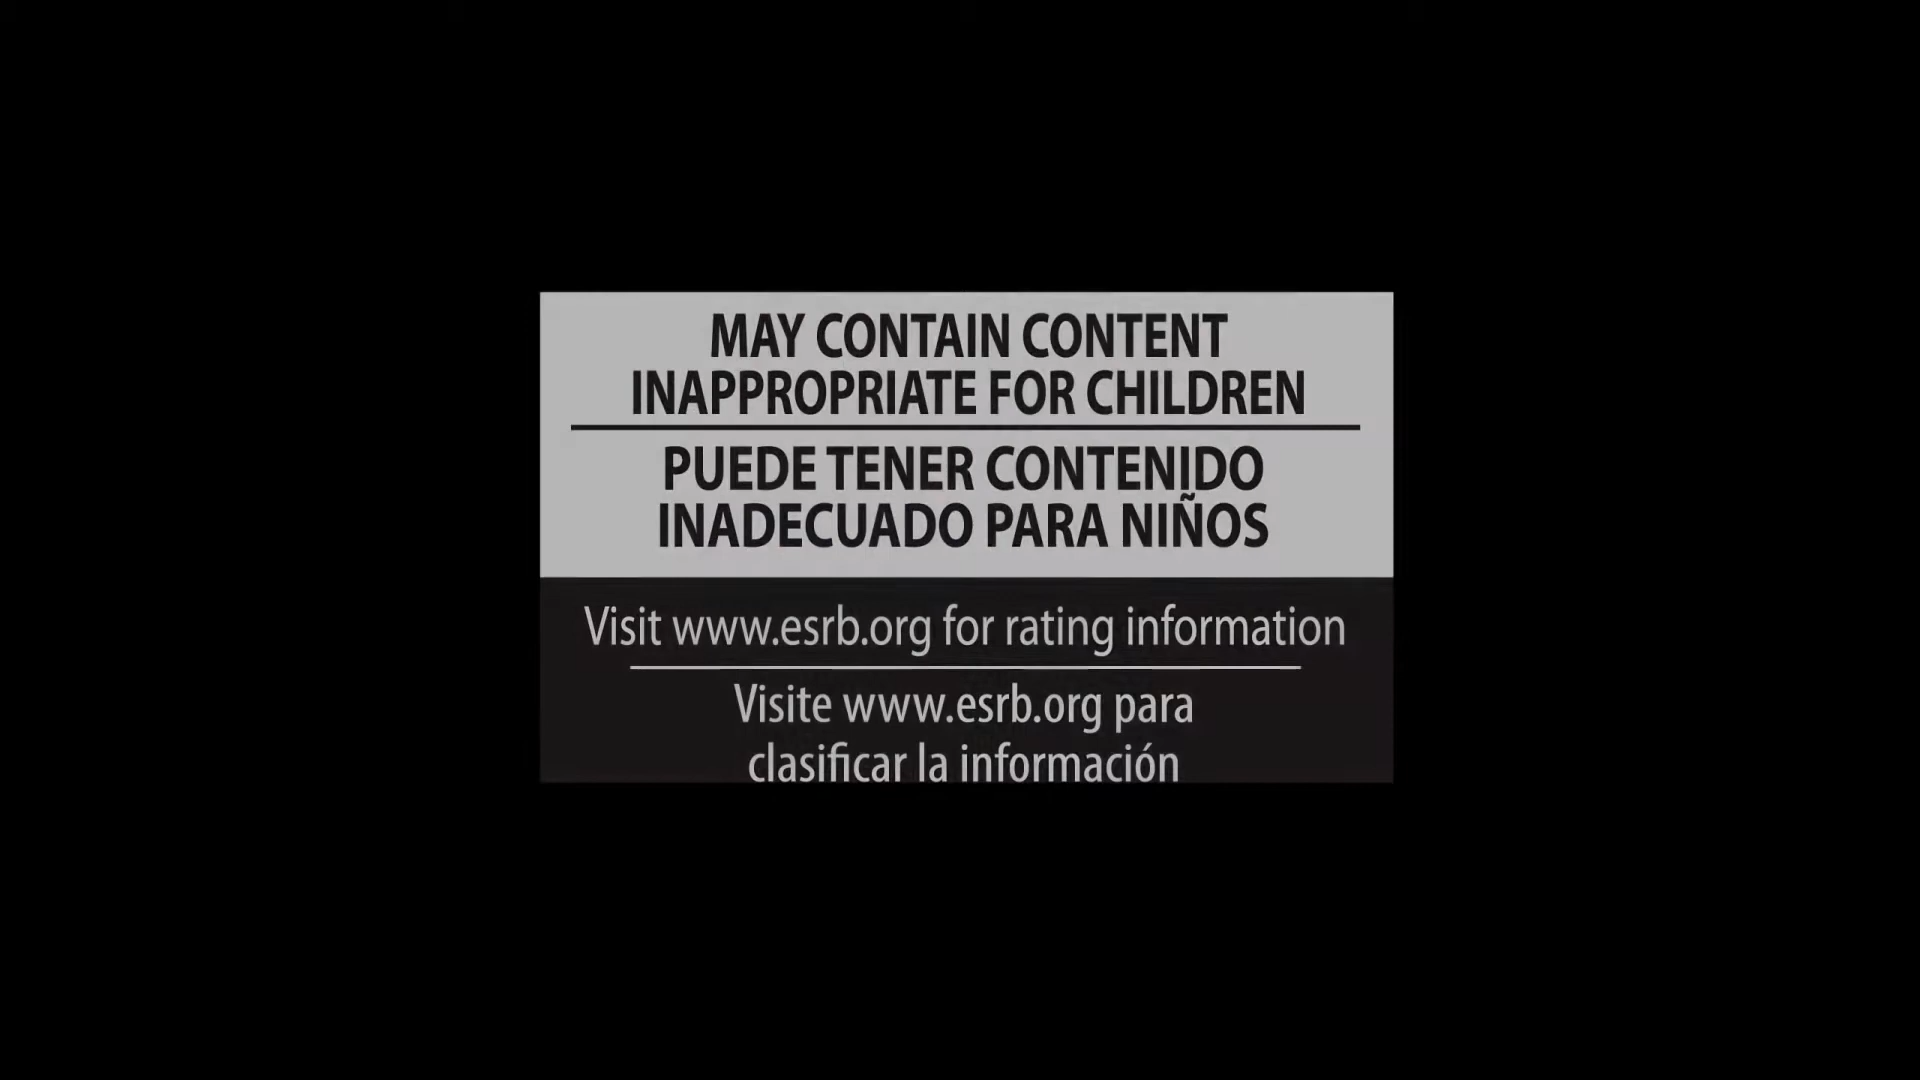 MAY CONTAIN CONTENT
INAPPROPRIATE FOR CHILDREN
PUEDE TENER CONTENIDO
INADECUADO PARA NIÑOS
Visit www.esrb.org for rating information
Visite www.esrb.org para
clasificar la información